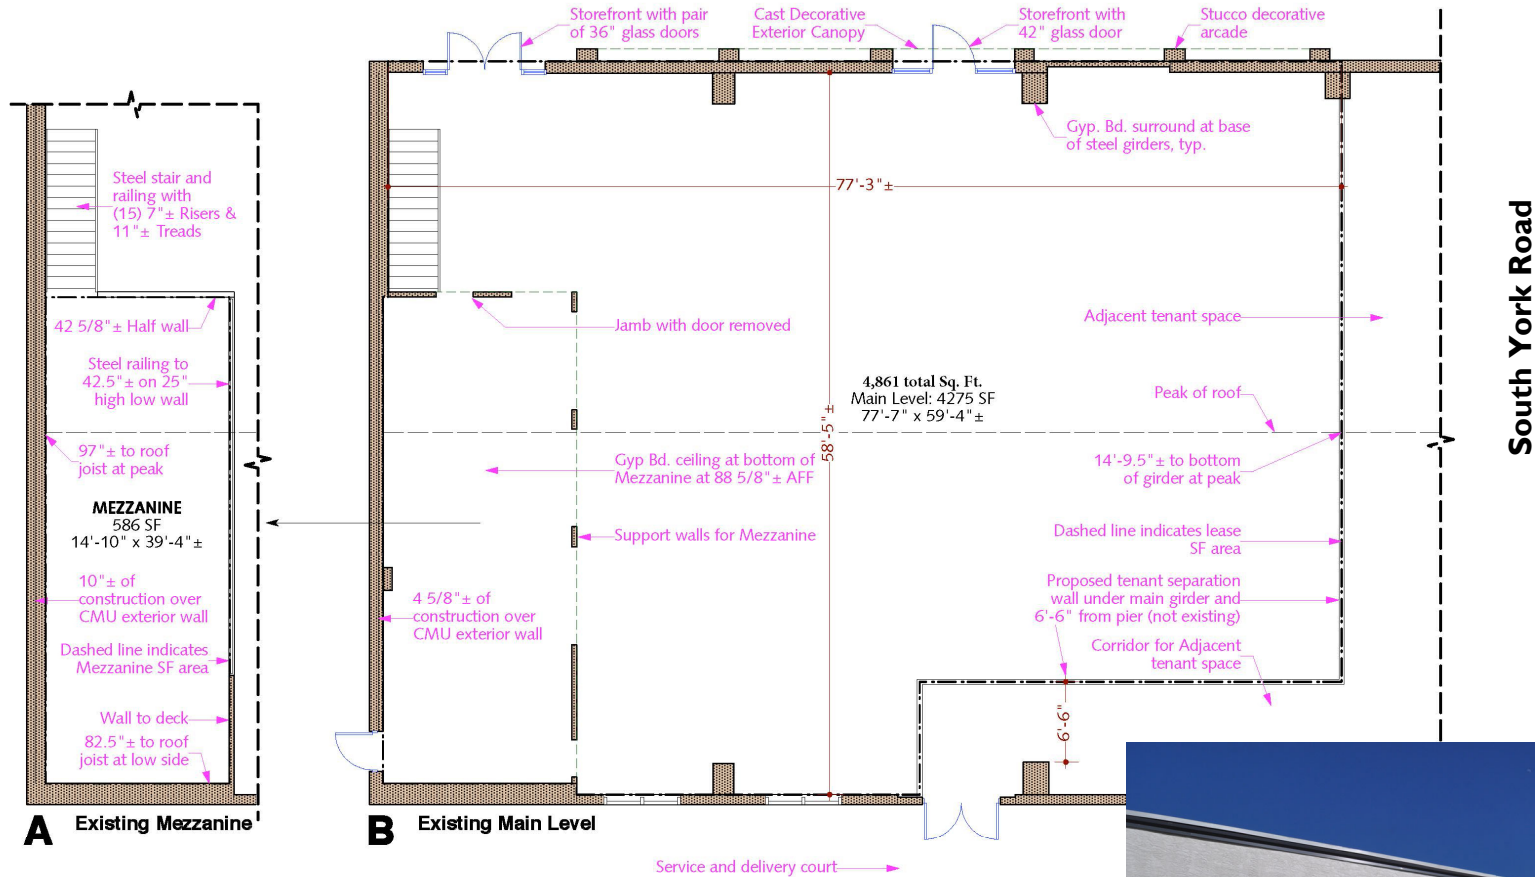 Storefront with pair
of 36" glass doors
Cast Decorative
Exterior Canopy
Storefront with
42" glass door
Stucco decorative
arcade
Gyp. Bd. surround at base
of steel girders, typ.
Steel stair and
railing with
(15) 7"± Risers &
11"± Treads
77'-3"±
South York Road
42 5/8"± Half wall
Jamb with door removed
Adjacent tenant space
Steel railing to
42.5"± on 25"
high low wall
4,861 total Sq. Ft.
Main Level: 4275 SF
77'-7" x 59'-4"±
58'-5"±
Peak of roof
97"± to roof
joist at peak
Gyp Bd. ceiling at bottom of
Mezzanine at 88 5/8"± AFF
14'-9.5"± to bottom
of girder at peak
MEZZANINE
586 SF
14'-10" x 39'-4"±
Support walls for Mezzanine
Dashed line indicates lease
SF area
10"± of
construction over
CMU exterior wall
4 5/8"± of
construction over
CMU exterior wall
Proposed tenant separation
wall under main girder and
6'-6" from pier (not existing)
Dashed line indicates
Mezzanine SF area
Corridor for Adjacent
tenant space
Wall to deck
6'-6"
82.5"± to roof
joist at low side
A Existing Mezzanine
B Existing Main Level
Service and delivery court